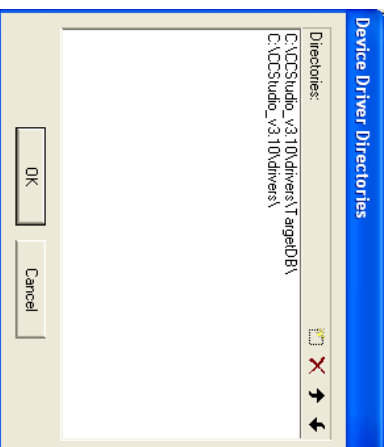 Device Driver Directories
Directories:
C:\CCStudio_v3.10\drivers\TargetDB\
C:\CCStudio_v3.10\drivers\
OK
Cancel